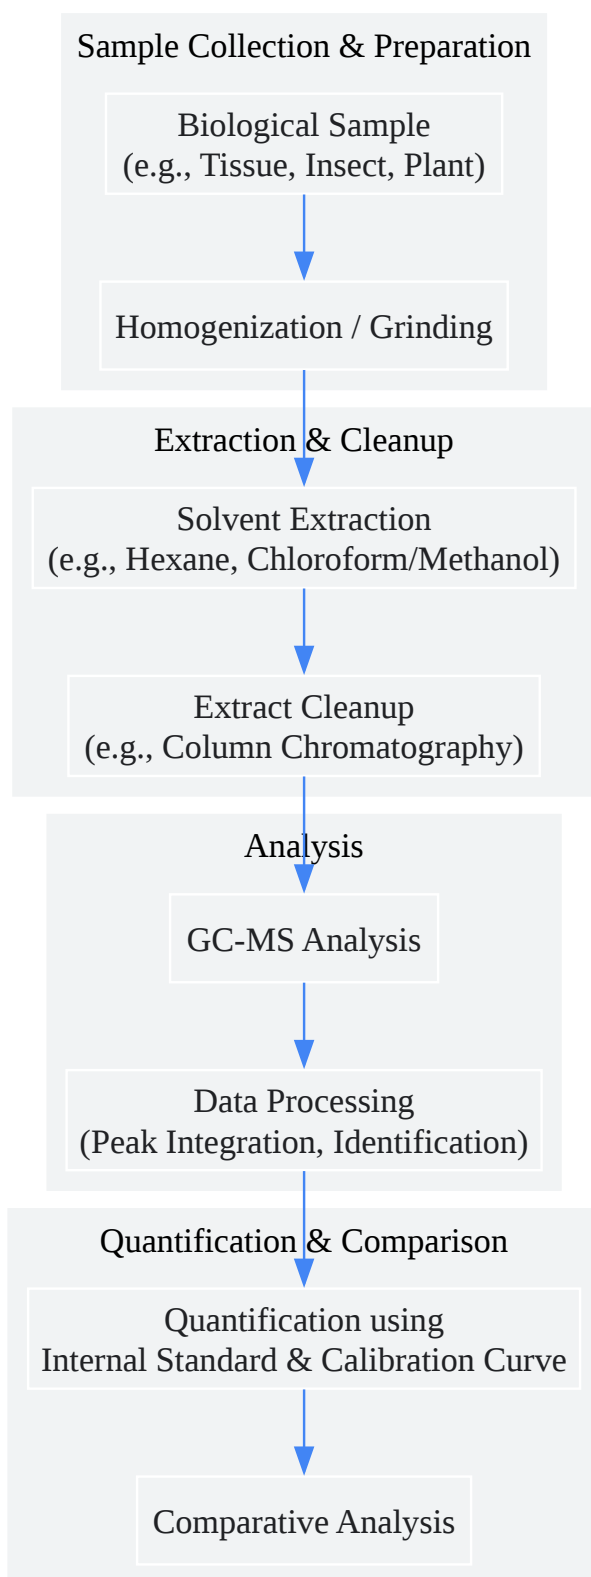 Sample Collection & Preparation
Biological Sample
(e.g., Tissue, Insect, Plant)
Homogenization / Grinding
Extraction & Cleanup
Solvent Extraction
(e.g., Hexane, Chloroform/Methanol)
Extract Cleanup
(e.g., Column Chromatography)
Analysis
GC-MS Analysis
Data Processing
(Peak Integration, Identification)
Quantification & Comparison
Quantification using
Internal Standard & Calibration Curve
Comparative Analysis